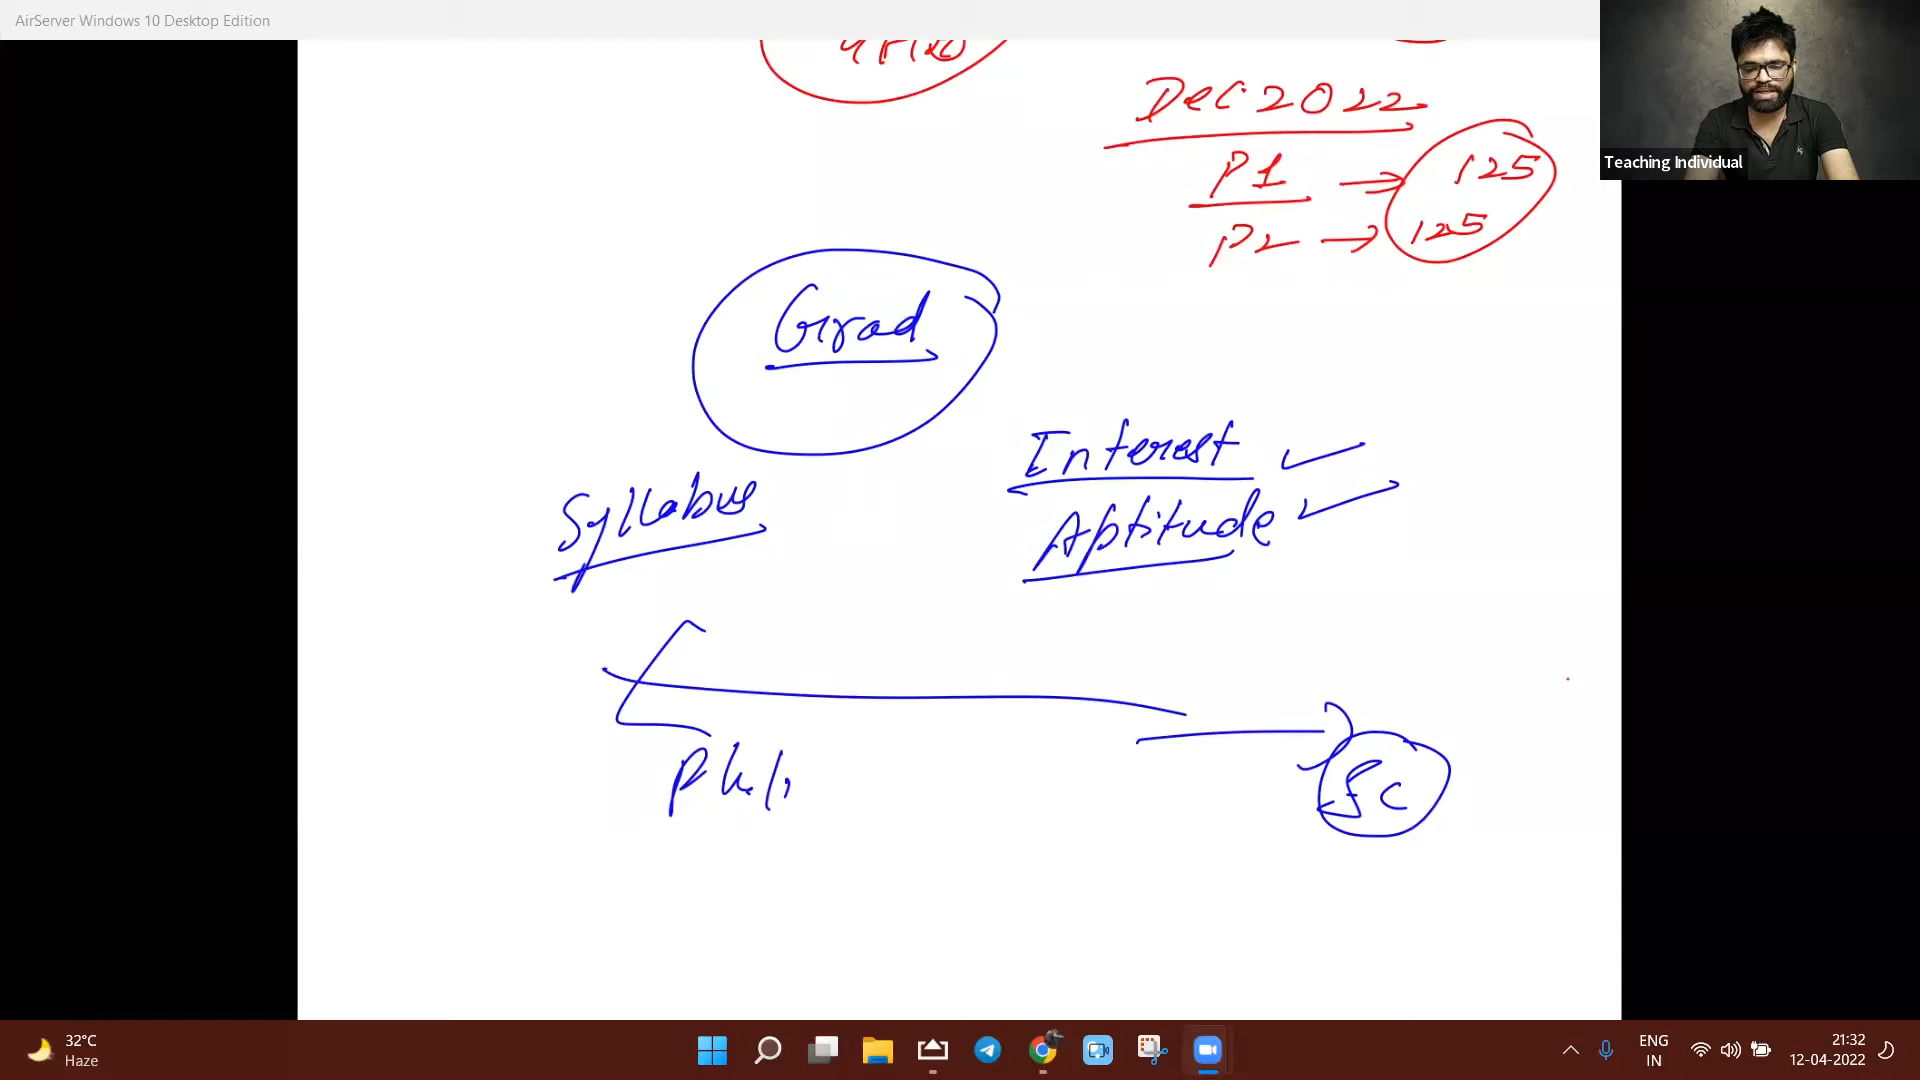 AirServer Windows 10 Desktop Edition
Teaching Individual
Dec 2022
P1 → 125
P2 → 125
Grad
Interest ✓
Syllabus
Aptitude ✓
Sc
32°C
Haze
ENG
IN
21:32
12-04-2022